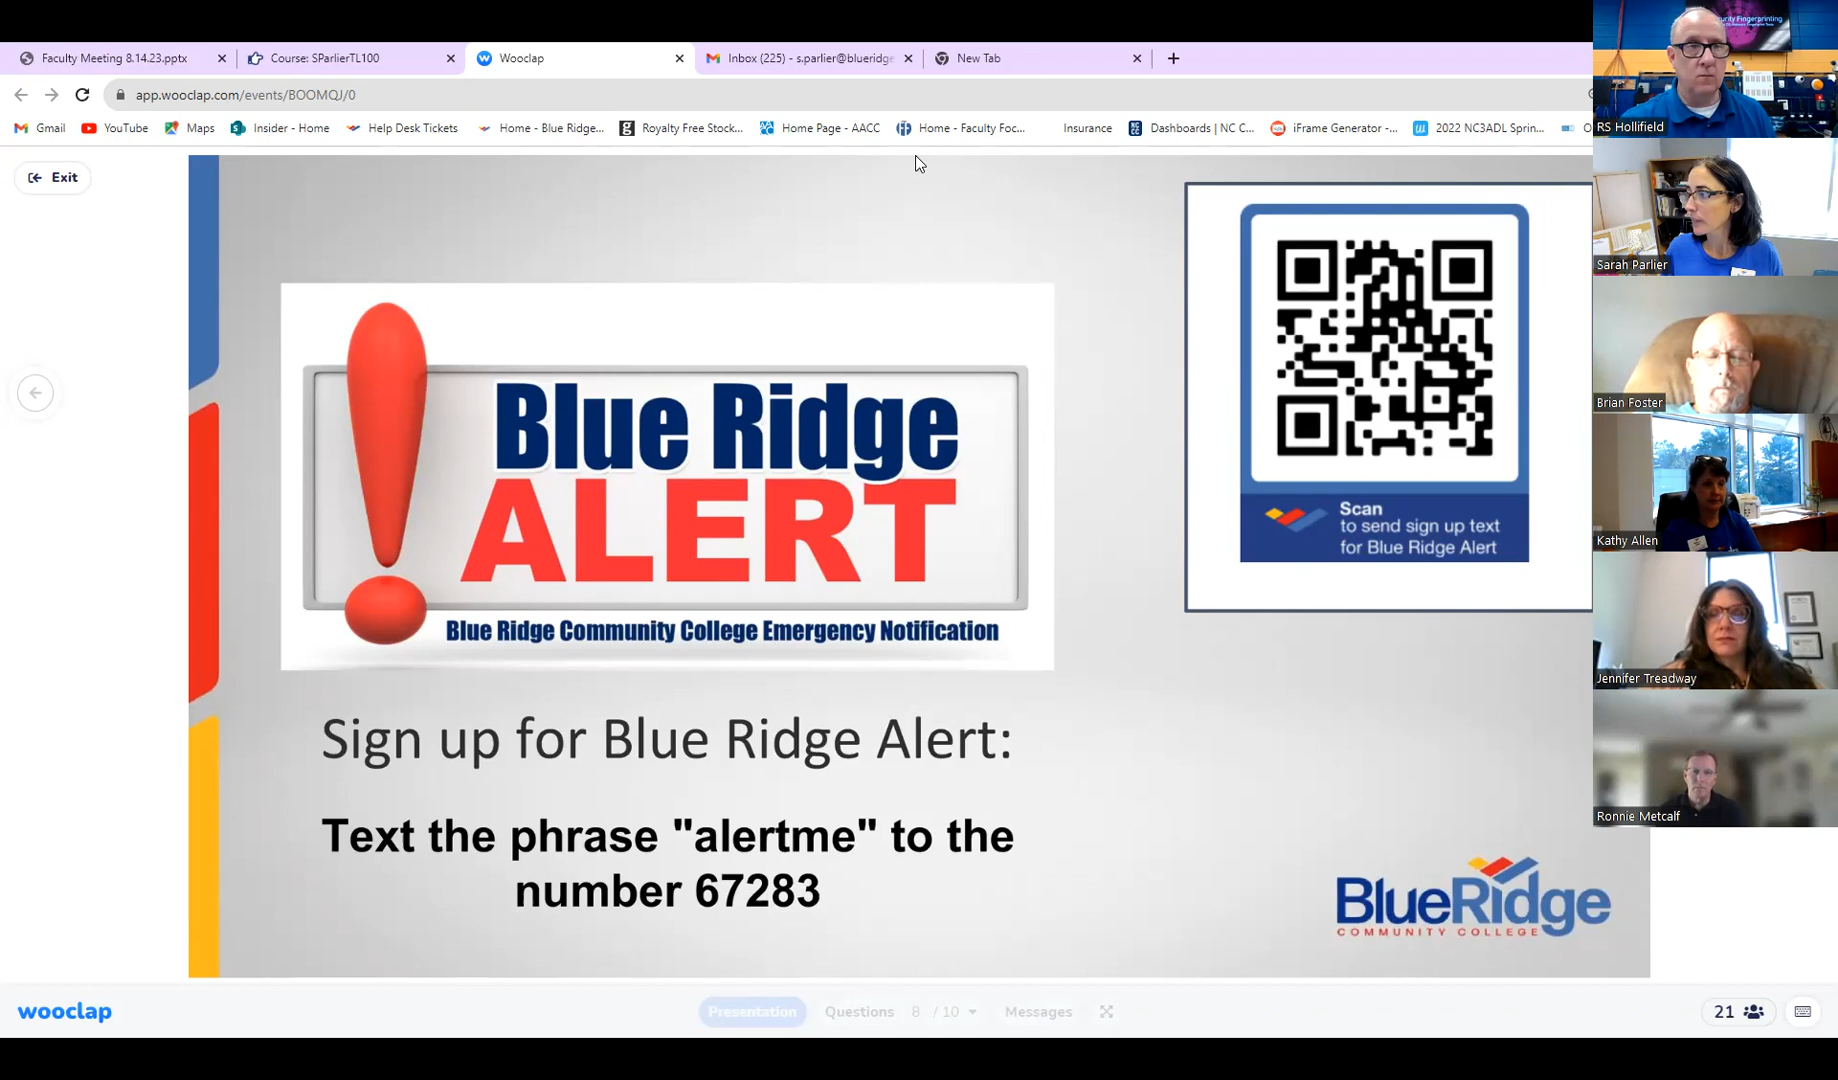 Faculty Meeting 8.14.23.pptx
Course: SParlierTL100
Wooclap
Inbox (225) - s.parlier@blueridge
New Tab
app.wooclap.com/events/BOOMQJ/0
Gmail
YouTube
Maps
Insider - Home
Help Desk Tickets
Home - Blue Ridge...
Royalty Free Stock...
Home Page - AACC
Home - Faculty Foc...
Insurance
Dashboards | NC C...
iFrame Generator -...
2022 NC3ADL Sprin...
Exit
Blue Ridge
ALERT
Blue Ridge Community College Emergency Notification
Scan
to send sign up text
for Blue Ridge Alert
Sign up for Blue Ridge Alert:
Text the phrase "alertme" to the
number 67283
BlueRidge
COMMUNITY COLLEGE
wooclap
Presentation
Questions 8 / 10
Messages
21
Fingerprinting
RS Hollifield
Sarah Parlier
Brian Foster
Kathy Allen
Jennifer Treadway
Ronnie Metcalf